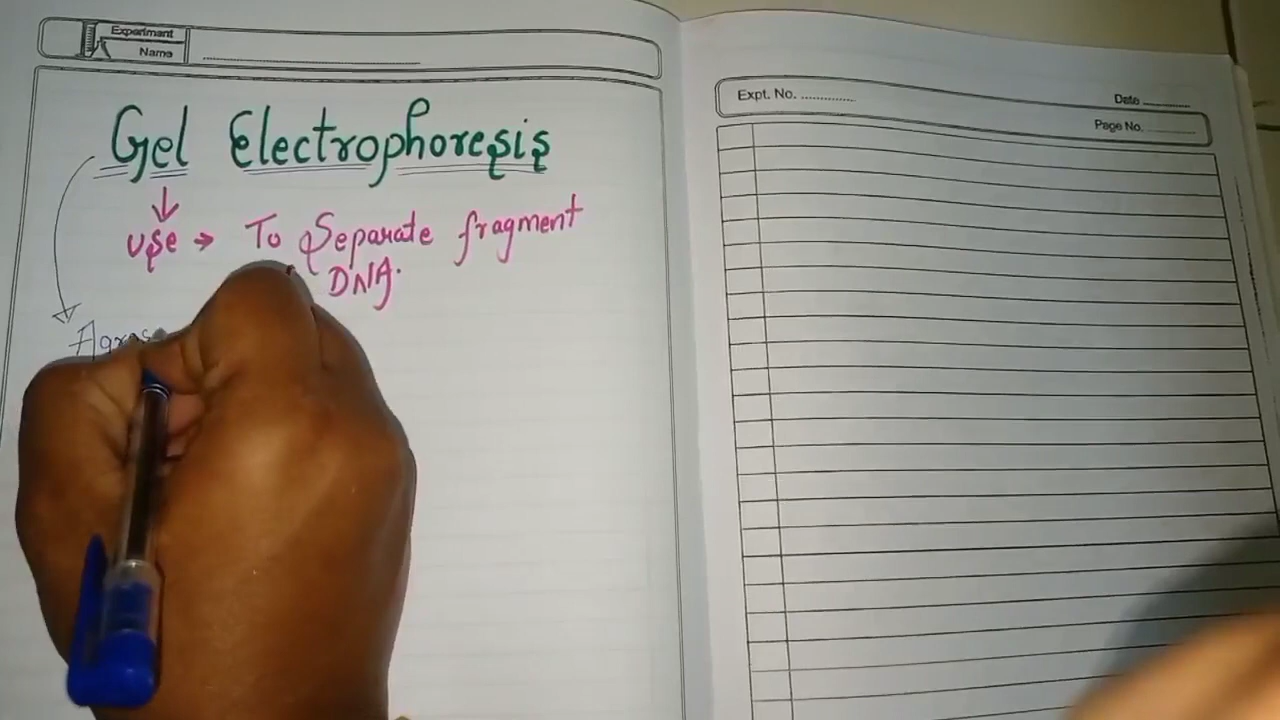 Experiment
Name
Gel Electrophoresis
Use → To Separate fragment
DNA.
Expt. No. ..............
Date ..............
Page No. ..............